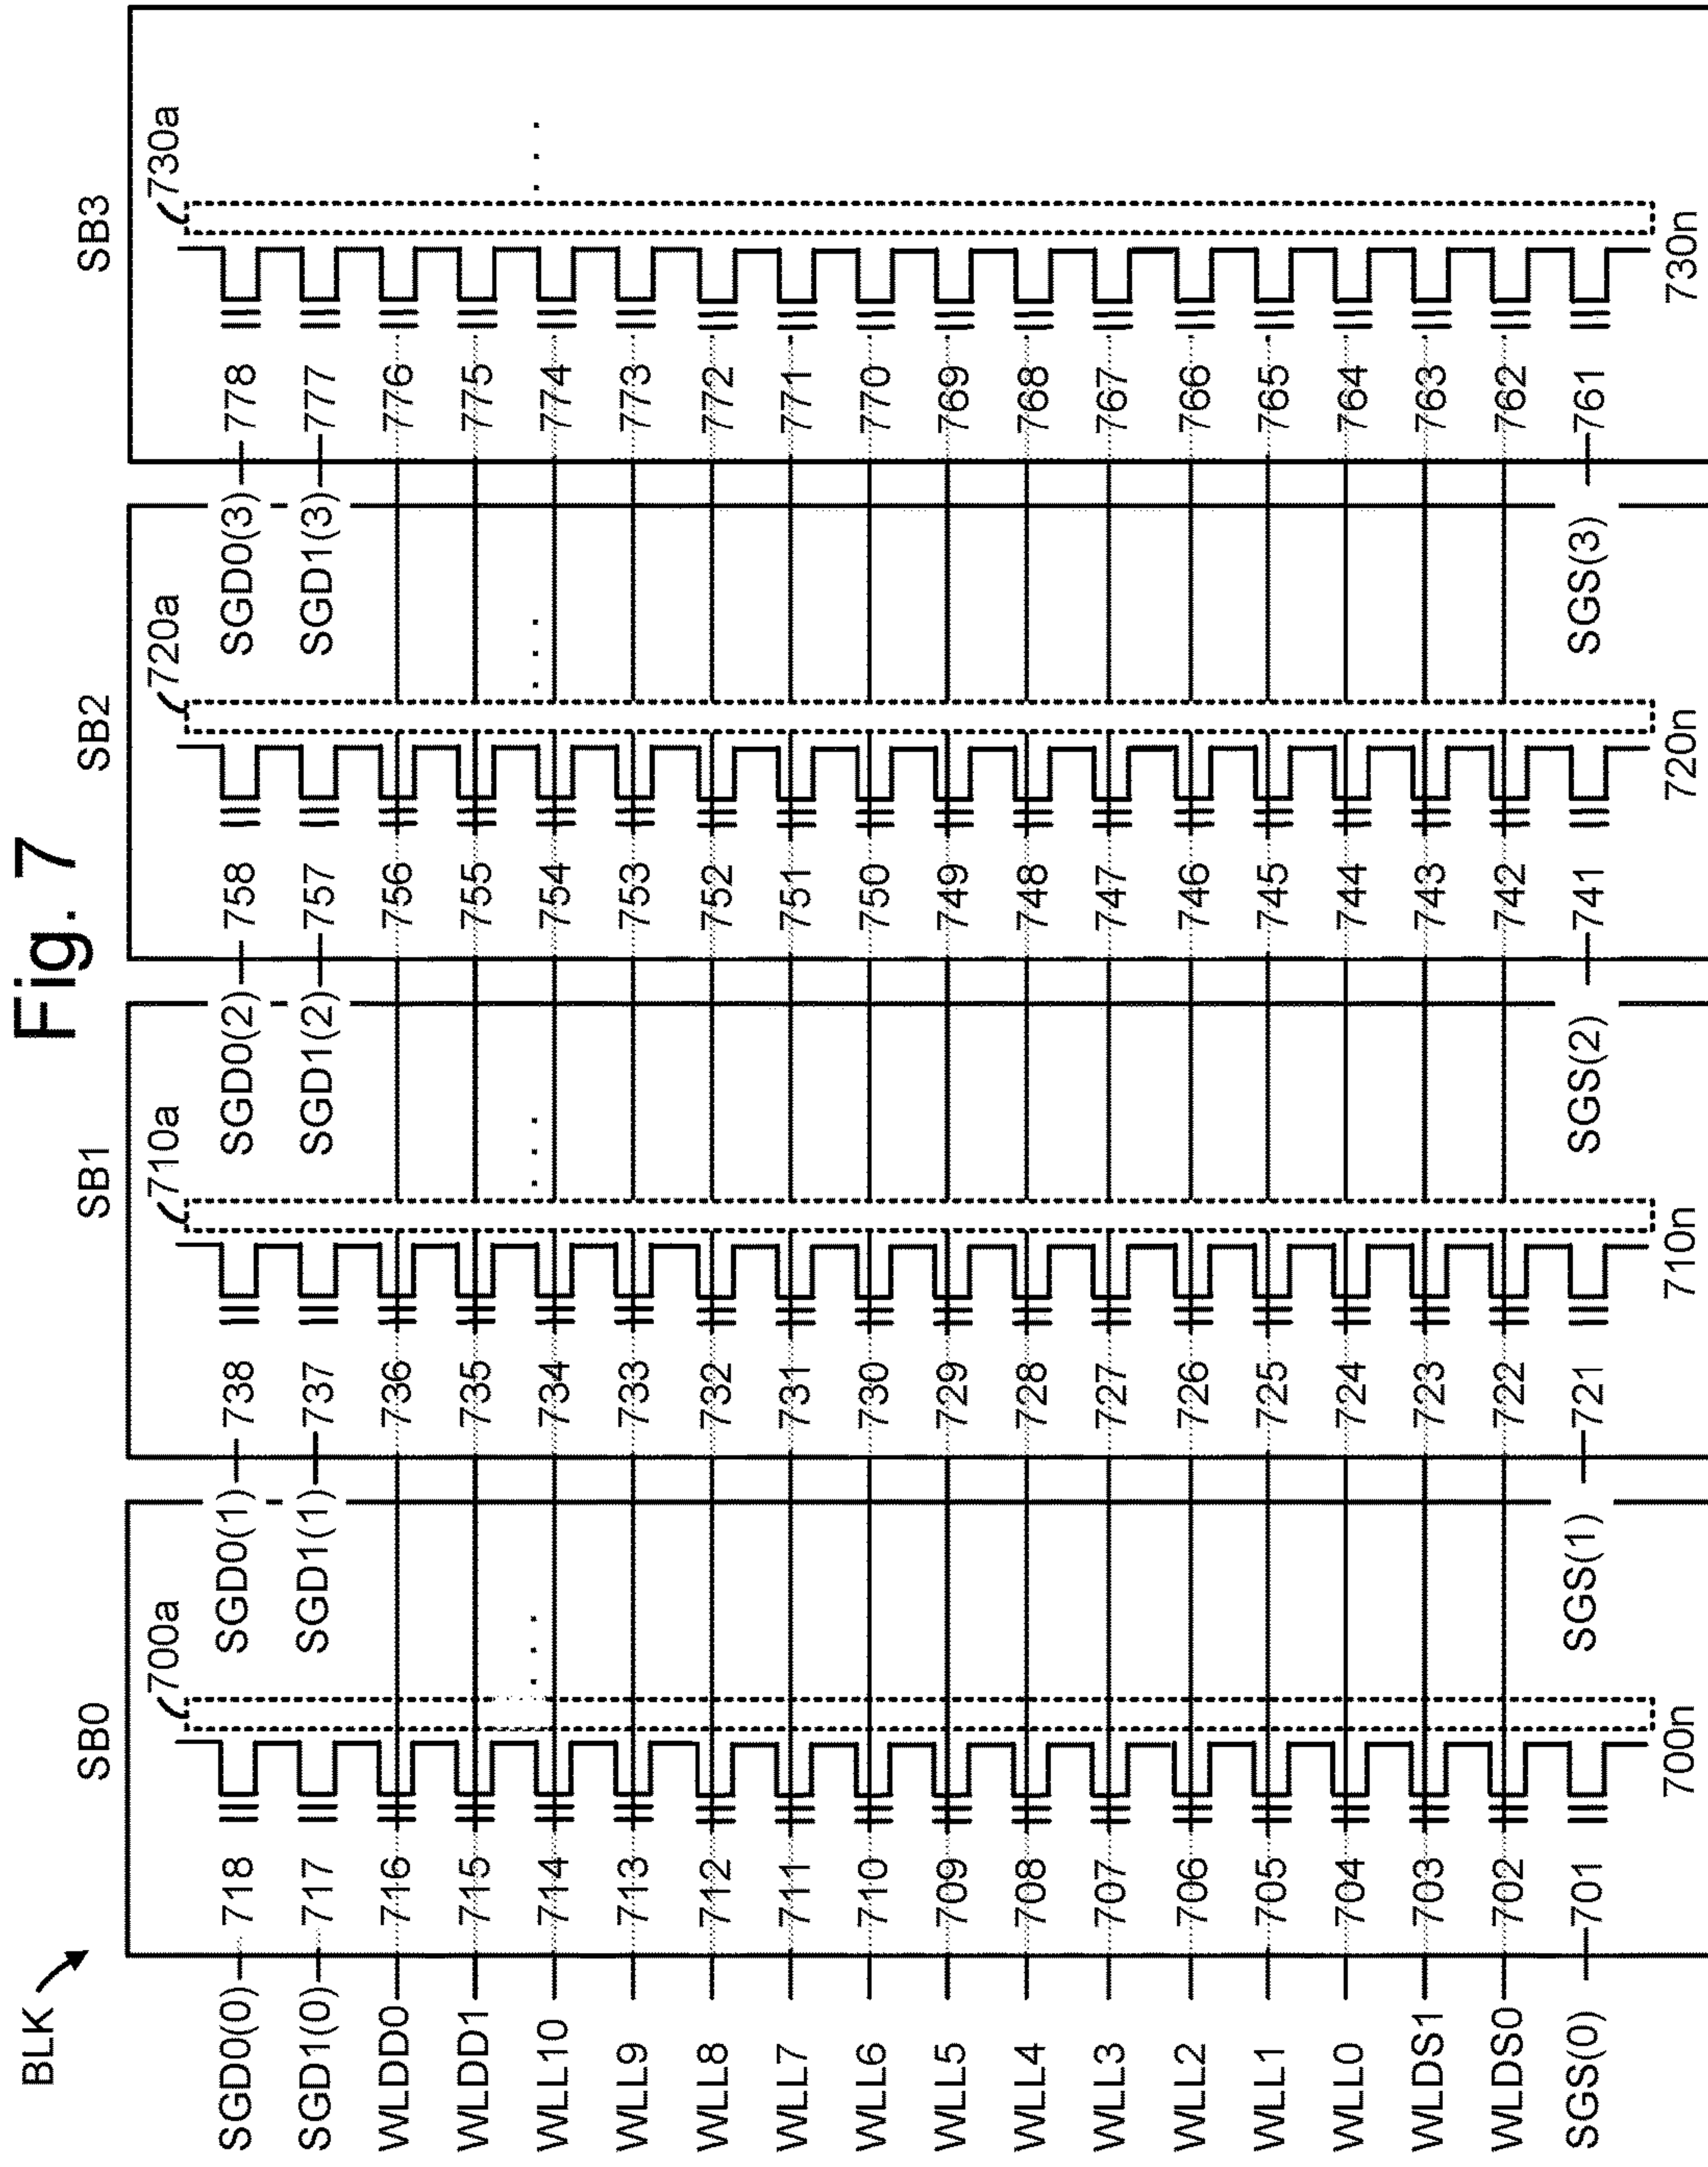 Fig. 7
BLK
SB0
SB1
SB2
SB3
700a
710a
720a
730a
SGD0(0) 718 SGD0(1) 738 SGD0(2) 758 SGD0(3) 778
SGD1(0) 717 SGD1(1) 737 SGD1(2) 757 SGD1(3) 777
WLDD0 716 736 756 776
WLDD1 715 735 755 775
WLL10 714 734 754 774
WLL9 713 733 753 773
WLL8 712 732 752 772
WLL7 711 731 751 771
WLL6 710 730 750 770
WLL5 709 729 749 769
WLL4 708 728 748 768
WLL3 707 727 747 767
WLL2 706 726 746 766
WLL1 705 725 745 765
WLL0 704 724 744 764
WLDS1 703 723 743 763
WLDS0 702 722 742 762
SGS(0) 701 SGS(1) 721 SGS(2) 741 SGS(3) 761
700n
710n
720n
730n